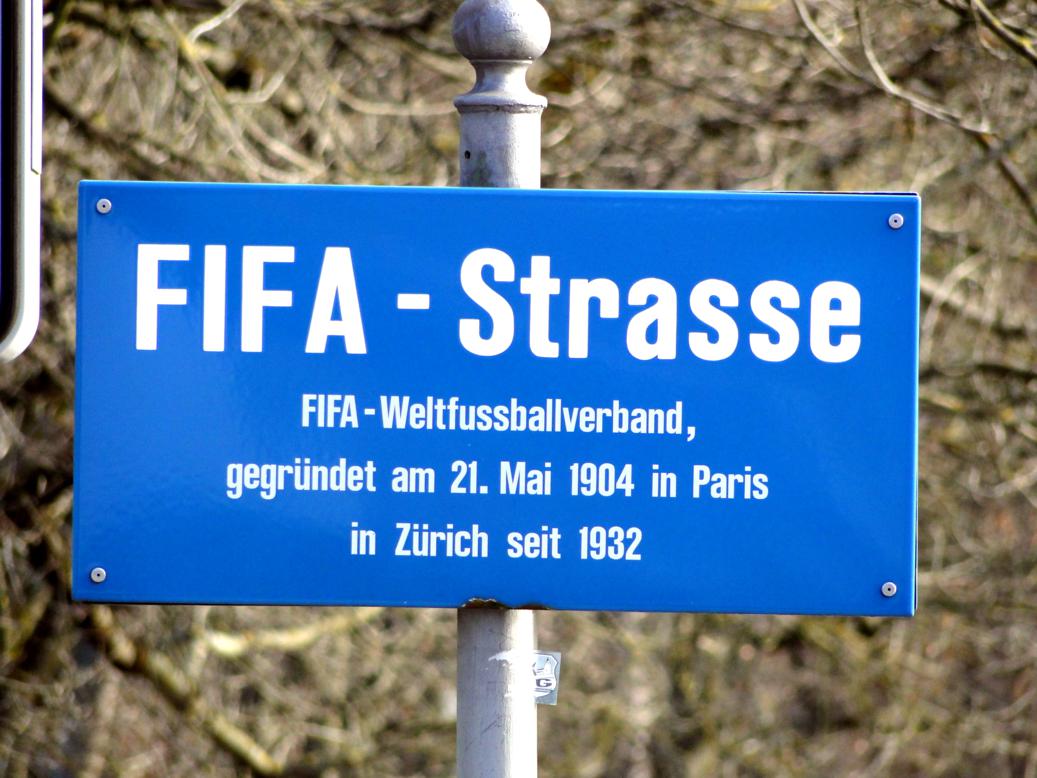 FIFA - Strasse
FIFA - Weltfussballverband,
gegründet am 21. Mai 1904 in Paris
in Zürich seit 1932